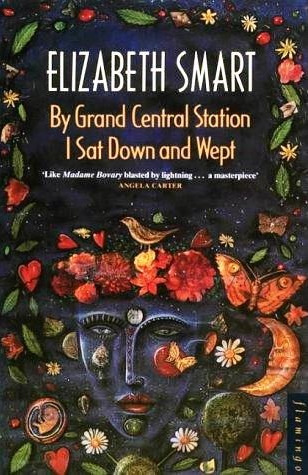 ELIZABETH SMART
By Grand Central Station
I Sat Down and Wept
'Like Madame Bovary blasted by lightning . . . a masterpiece'
ANGELA CARTER
flamingo